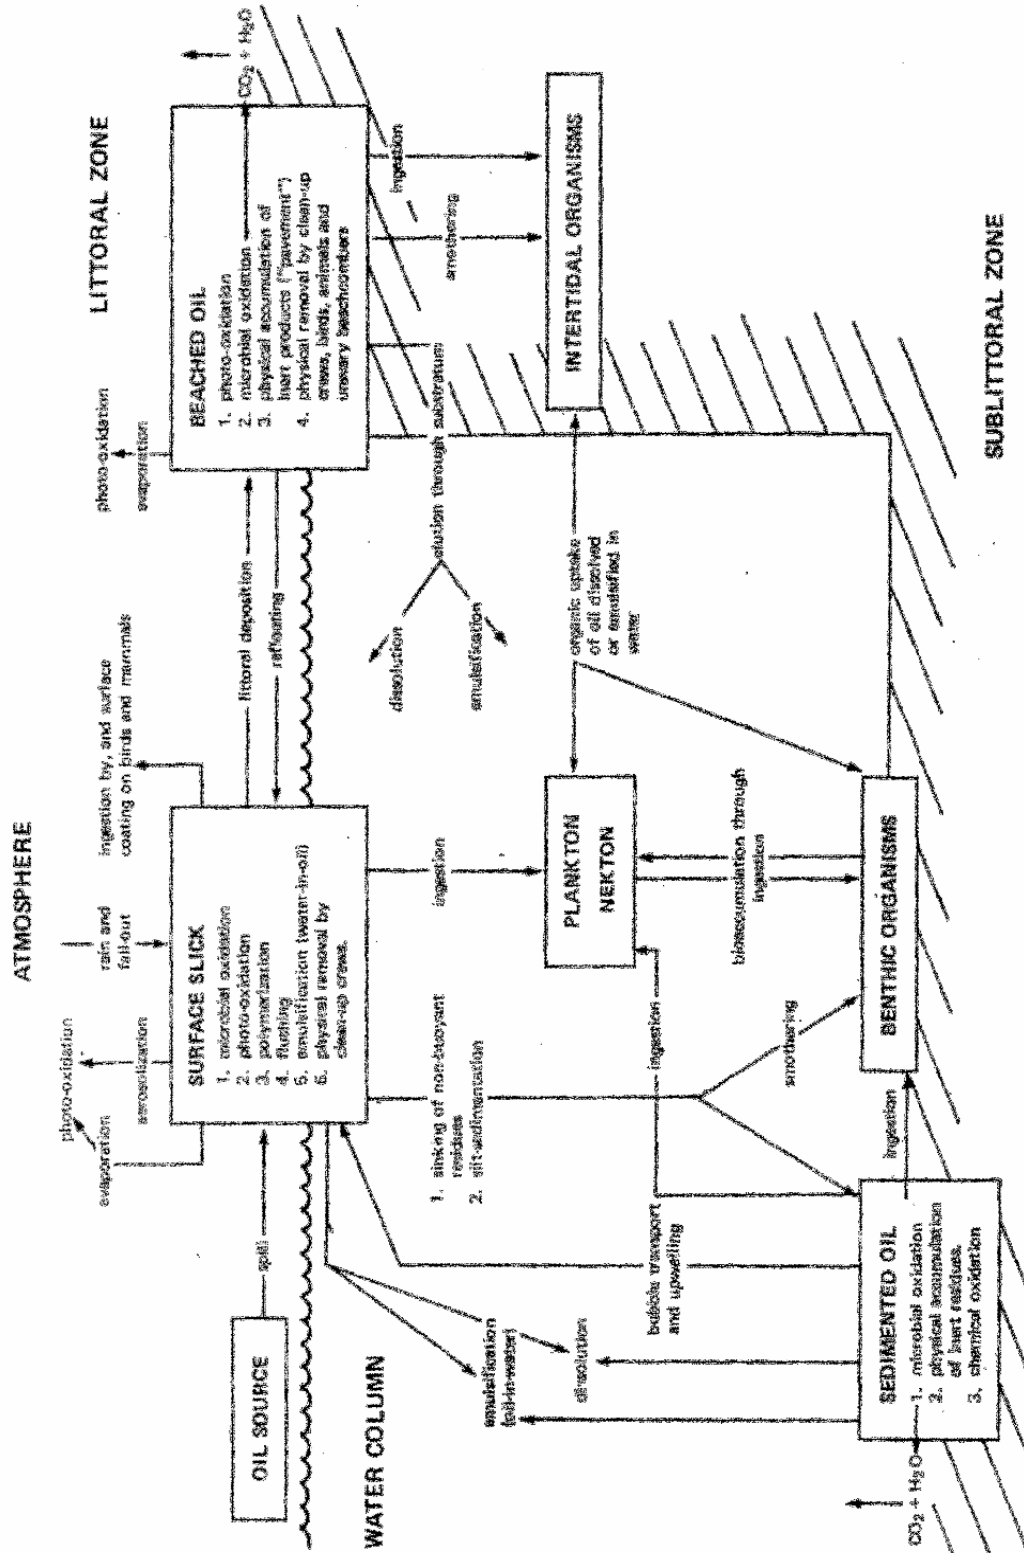 ATMOSPHERE
LITTORAL ZONE
photo-oxidiation
evaporation
aerosolization
rain and
fall-out
ingestion by, and surface
coating on birds and mammals
photo-oxidation
evaporation
OIL SOURCE
spill
SURFACE SLICK
1. microbial oxidation
2. photo-oxidation
3. polymerization
4. flushing
5. emulsification (water-in-oil)
6. physical removal by
clean-up crews.
littoral deposition
refloating
BEACHED OIL
1. photo-oxidation
2. microbial oxidation
3. physical accumulation of
inert products ("pavement")
4. physical removal by clean-up
crews, birds, animals and
unwary beachcombers
CO₂ + H₂O
WATER COLUMN
emulsification
(oil-in-water)
dissolution
1. sinking of non-buoyant
residues
2. silt-sedimentation
ingestion
dissolution
emulsification
elution through substratum
smothering
ingestion
PLANKTON
NEKTON
organic uptake
of oil dissolved
or emulsified in
water
INTERTIDAL ORGANISMS
bubble transport
and upwelling
ingestion
bioaccumulation through
ingestion
smothering
SEDIMENTED OIL
1. microbial oxidation
2. physical accumulation
of inert residues.
3. chemical oxidation
CO₂ + H₂O
ingestion
BENTHIC ORGANISMS
SUBLITTORAL ZONE